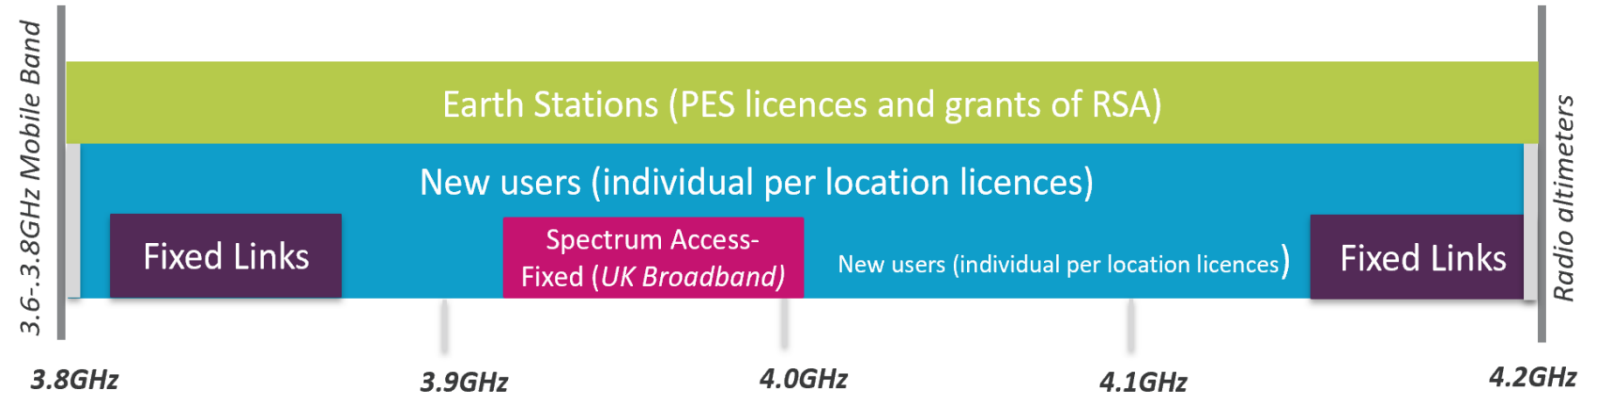 3.6-.3.8GHz Mobile Band
Earth Stations (PES licences and grants of RSA)
New users (individual per location licences)
Fixed Links
Spectrum Access-
Fixed (UK Broadband)
New users (individual per location licences)
Fixed Links
Radio altimeters
3.8GHz
3.9GHz
4.0GHz
4.1GHz
4.2GHz